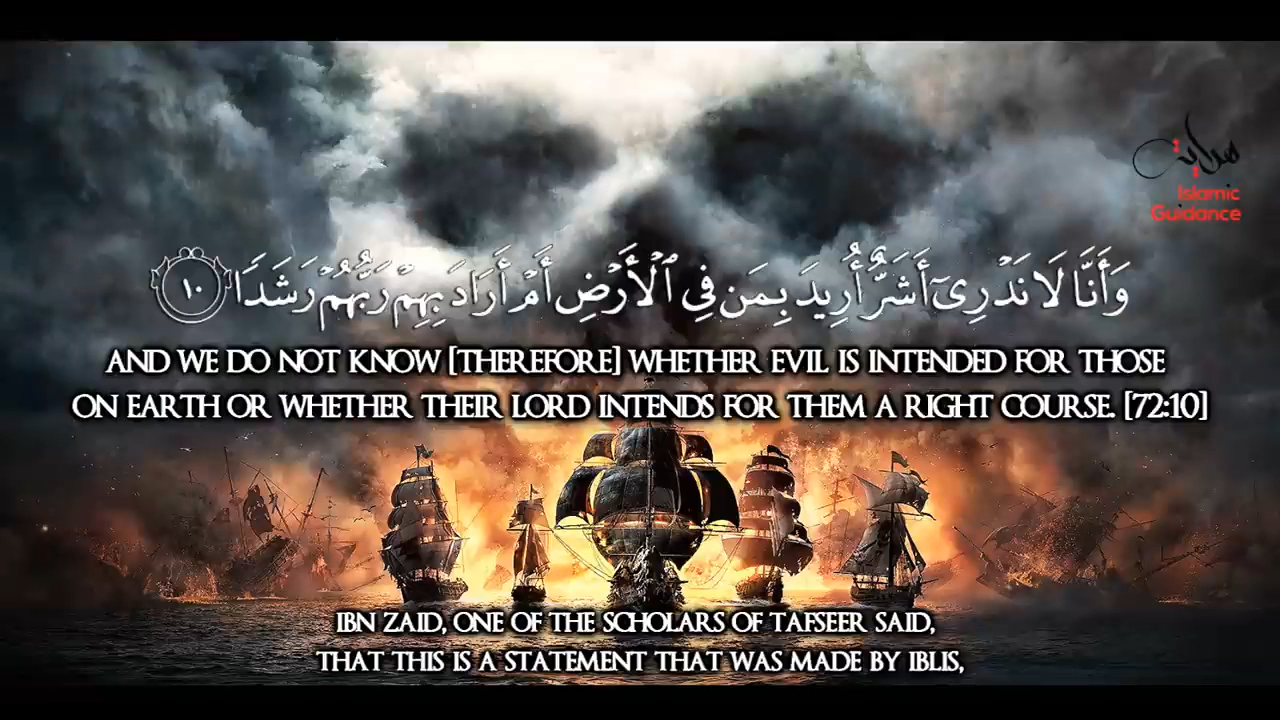 هداية
Islamic
Guidance
وَأَنَّا لَا نَدْرِىٓ أَشَرٌّ أُرِيدَ بِمَن فِى ٱلْأَرْضِ أَمْ أَرَادَ بِهِمْ رَبُّهُمْ رَشَدًا ١٠
AND WE DO NOT KNOW [THEREFORE] WHETHER EVIL IS INTENDED FOR THOSE
ON EARTH OR WHETHER THEIR LORD INTENDS FOR THEM A RIGHT COURSE. [72:10]
IBN ZAID, ONE OF THE SCHOLARS OF TAFSEER SAID,
THAT THIS IS A STATEMENT THAT WAS MADE BY IBLIS,